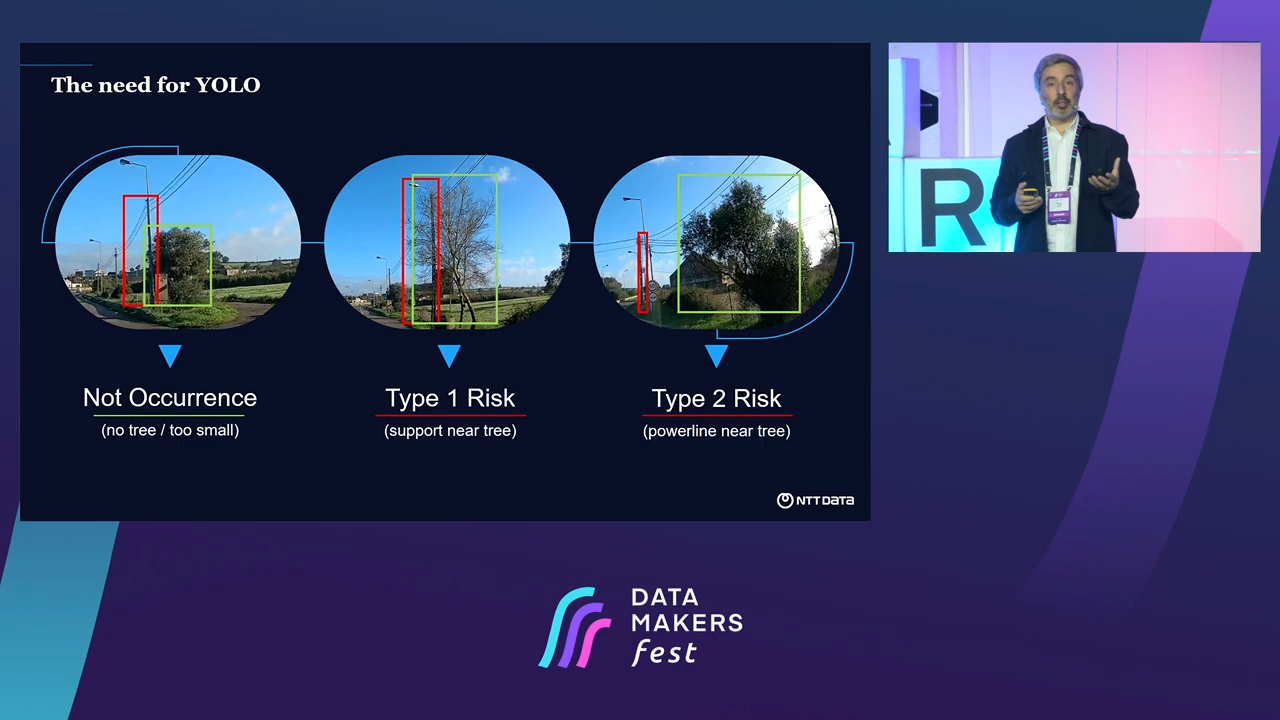 The need for YOLO
Not Occurrence
(no tree / too small)
Type 1 Risk
(support near tree)
Type 2 Risk
(powerline near tree)
NTT DATA
R
DATA
MAKERS
fest